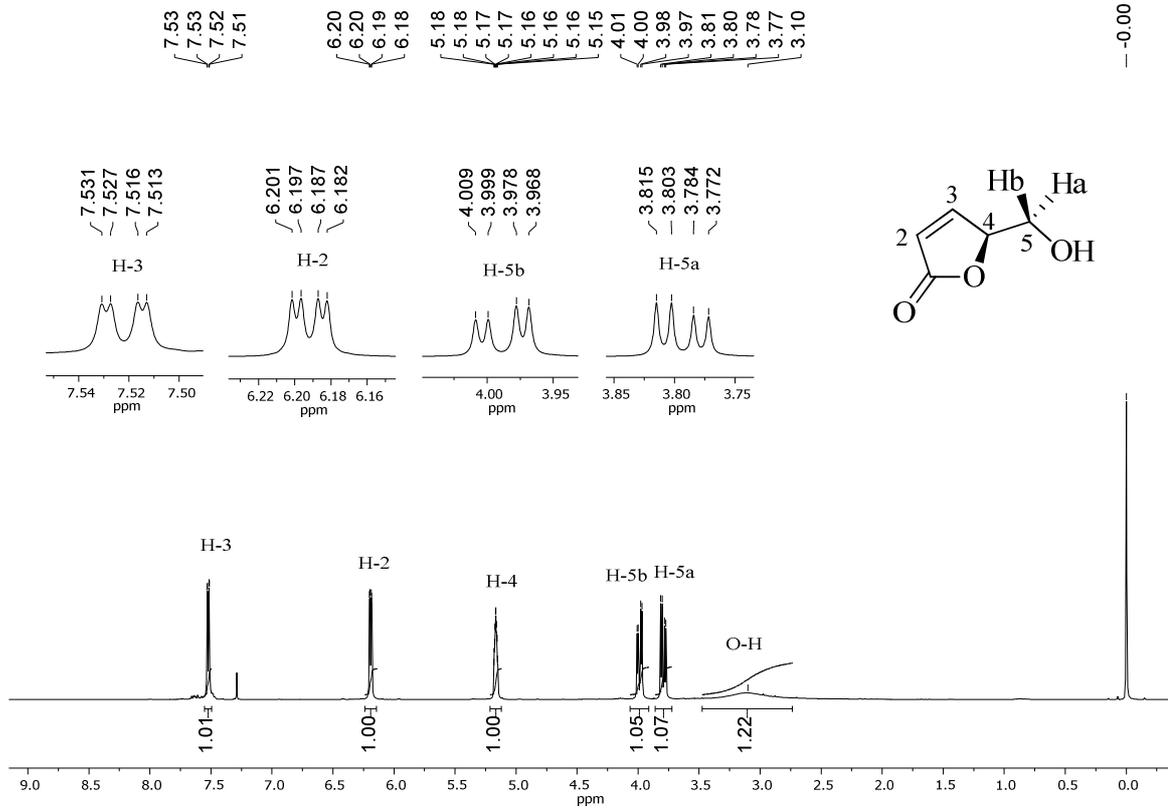 7.53 7.53 7.52 7.51 6.20 6.20 6.19 6.18 5.18 5.18 5.17 5.17 5.16 5.16 5.16 5.15 4.01 4.00 3.98 3.97 3.81 3.80 3.78 3.77 3.10 -0.00
7.531 7.527 7.516 7.513 6.201 6.197 6.187 6.182 4.009 3.999 3.978 3.968 3.815 3.803 3.784 3.772
H-3 H-2 H-5b H-5a
7.54 7.52 7.50 6.22 6.20 6.18 6.16 4.00 3.95 3.85 3.80 3.75
ppm ppm ppm ppm
Hb Ha
3 4
2 5 OH
O
O
H-3 H-2 H-4 H-5b H-5a O-H
1.01 1.00 1.00 1.05 1.07 1.22
9.0 8.5 8.0 7.5 7.0 6.5 6.0 5.5 5.0 4.5 4.0 3.5 3.0 2.5 2.0 1.5 1.0 0.5 0.0
ppm